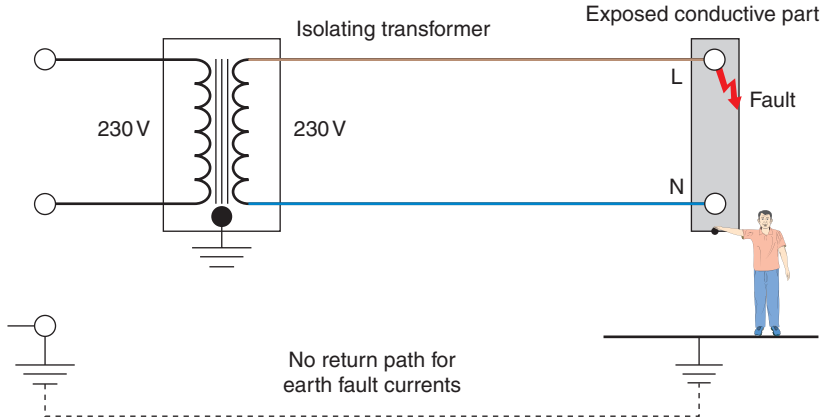 Exposed conductive part
Isolating transformer
L
Fault
230 V
230 V
N
No return path for
earth fault currents